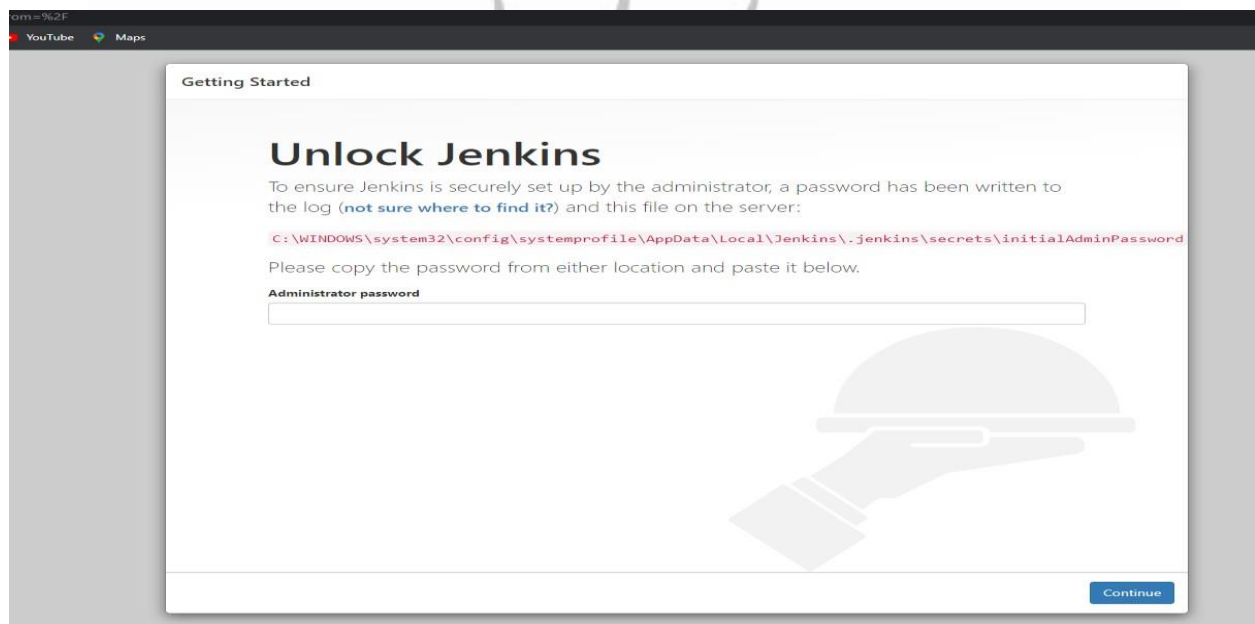 om=%2F
YouTube Maps
Getting Started
Unlock Jenkins
To ensure Jenkins is securely set up by the administrator, a password has been written to
the log (not sure where to find it?) and this file on the server:
C:\WINDOWS\system32\config\systemprofile\AppData\Local\Jenkins\.jenkins\secrets\initialAdminPassword
Please copy the password from either location and paste it below.
Administrator password
Continue